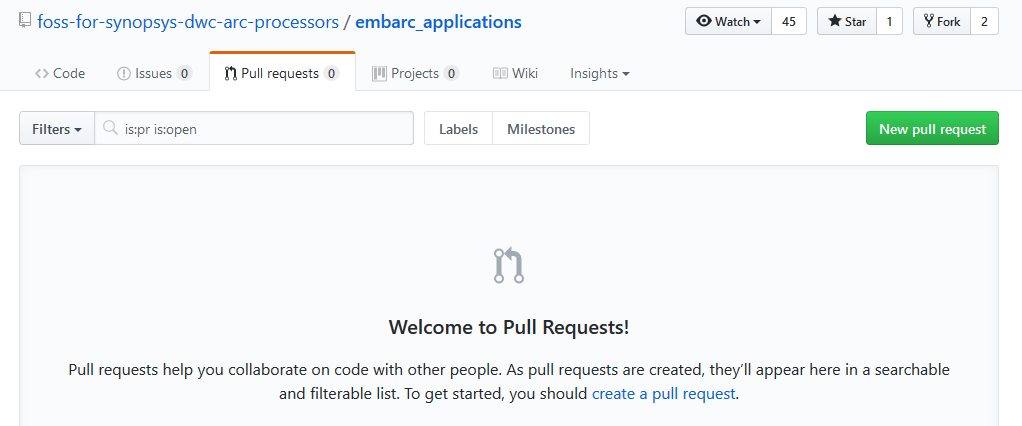 foss-for-synopsys-dwc-arc-processors / embarc_applications Watch 45 Star 1 Fork 2
Code Issues 0 Pull requests 0 Projects 0 Wiki Insights
Filters is:pr is:open Labels Milestones New pull request
Welcome to Pull Requests!
Pull requests help you collaborate on code with other people. As pull requests are created, they’ll appear here in a searchable
and filterable list. To get started, you should create a pull request.